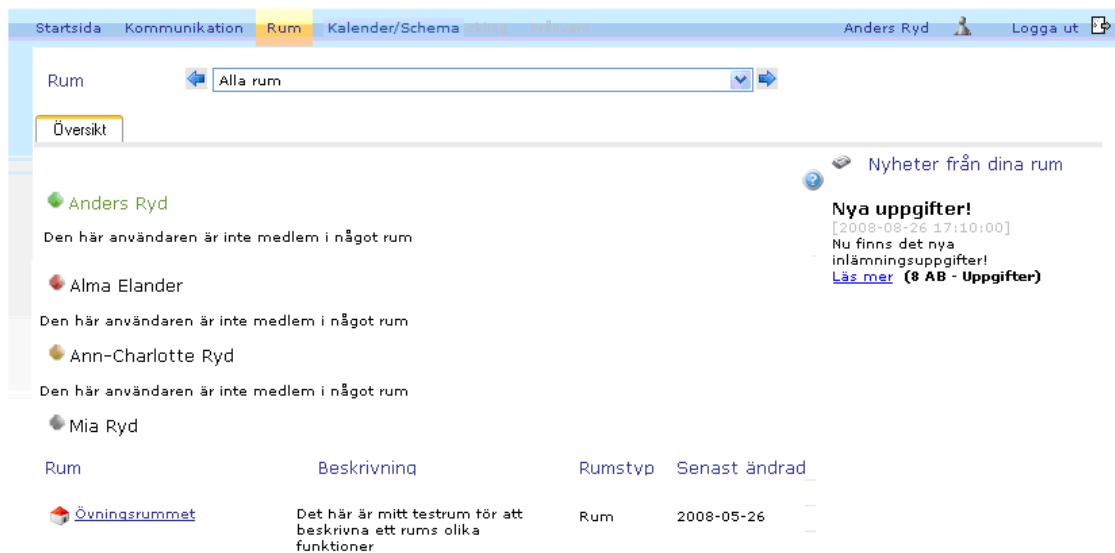 Startsida Kommunikation Rum Kalender/Schema Anders Ryd Logga ut
Rum Alla rum
Översikt
Nyheter från dina rum
Anders Ryd
Den här användaren är inte medlem i något rum
Nya uppgifter!
[2008-08-26 17:10:00]
Nu finns det nya
inlämningsuppgifter!
Läs mer (8 AB - Uppgifter)
Alma Elander
Den här användaren är inte medlem i något rum
Ann-Charlotte Ryd
Den här användaren är inte medlem i något rum
Mia Ryd
Rum Beskrivning Rumstyp Senast ändrad
Övningsrummet Det här är mitt testrum för att Rum 2008-05-26
beskrivna ett rums olika
funktioner